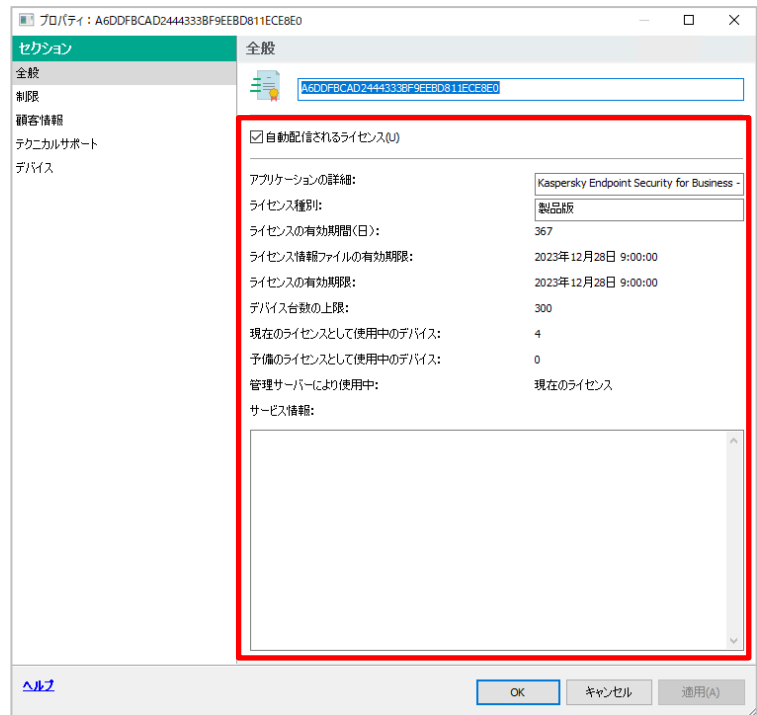 プロパティ：A6DDFBCAD2444333BF9EEBD811ECE8E0
セクション
全般
制限
顧客情報
テクニカルサポート
デバイス
全般
A6DDFBCAD2444333BF9EEBD811ECE8E0
自動配信されるライセンス(U)
アプリケーションの詳細: Kaspersky Endpoint Security for Business -
ライセンス種別: 製品版
ライセンスの有効期間(日): 367
ライセンス情報ファイルの有効期限: 2023年12月28日 9:00:00
ライセンスの有効期限: 2023年12月28日 9:00:00
デバイス台数の上限: 300
現在のライセンスとして使用中のデバイス: 4
予備のライセンスとして使用中のデバイス: 0
管理サーバーにより使用中: 現在のライセンス
サービス情報:
ヘルプ
OK キャンセル 適用(A)